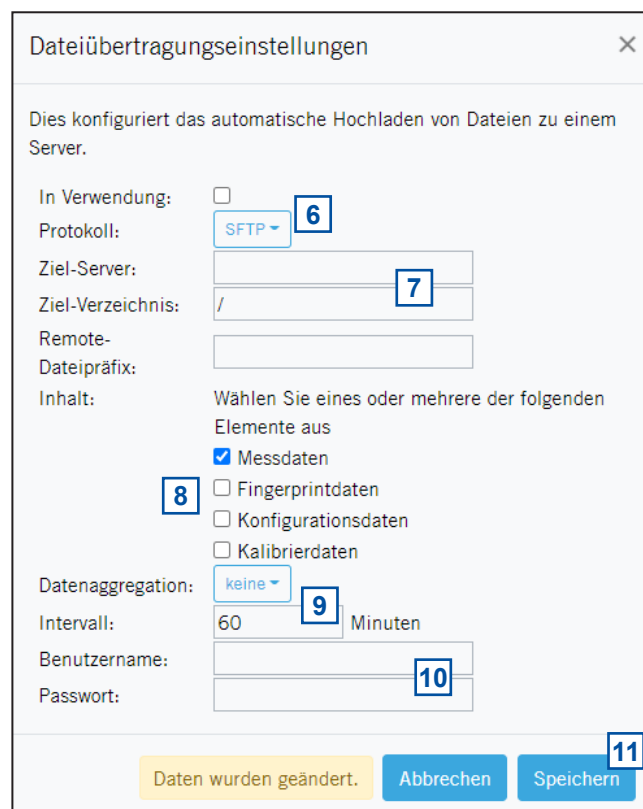 Dateiübertragungseinstellungen ×
Dies konfiguriert das automatische Hochladen von Dateien zu einem
Server.
In Verwendung:
Protokoll: SFTP 6
Ziel-Server:
7
Ziel-Verzeichnis: /
Remote-
Dateipräfix:
Inhalt: Wählen Sie eines oder mehrere der folgenden
Elemente aus
Messdaten
8 Fingerprintdaten
Konfigurationsdaten
Kalibrierdaten
Datenaggregation: keine
9
Intervall: 60 Minuten
Benutzername:
10
Passwort:
11
Daten wurden geändert. Abbrechen Speichern